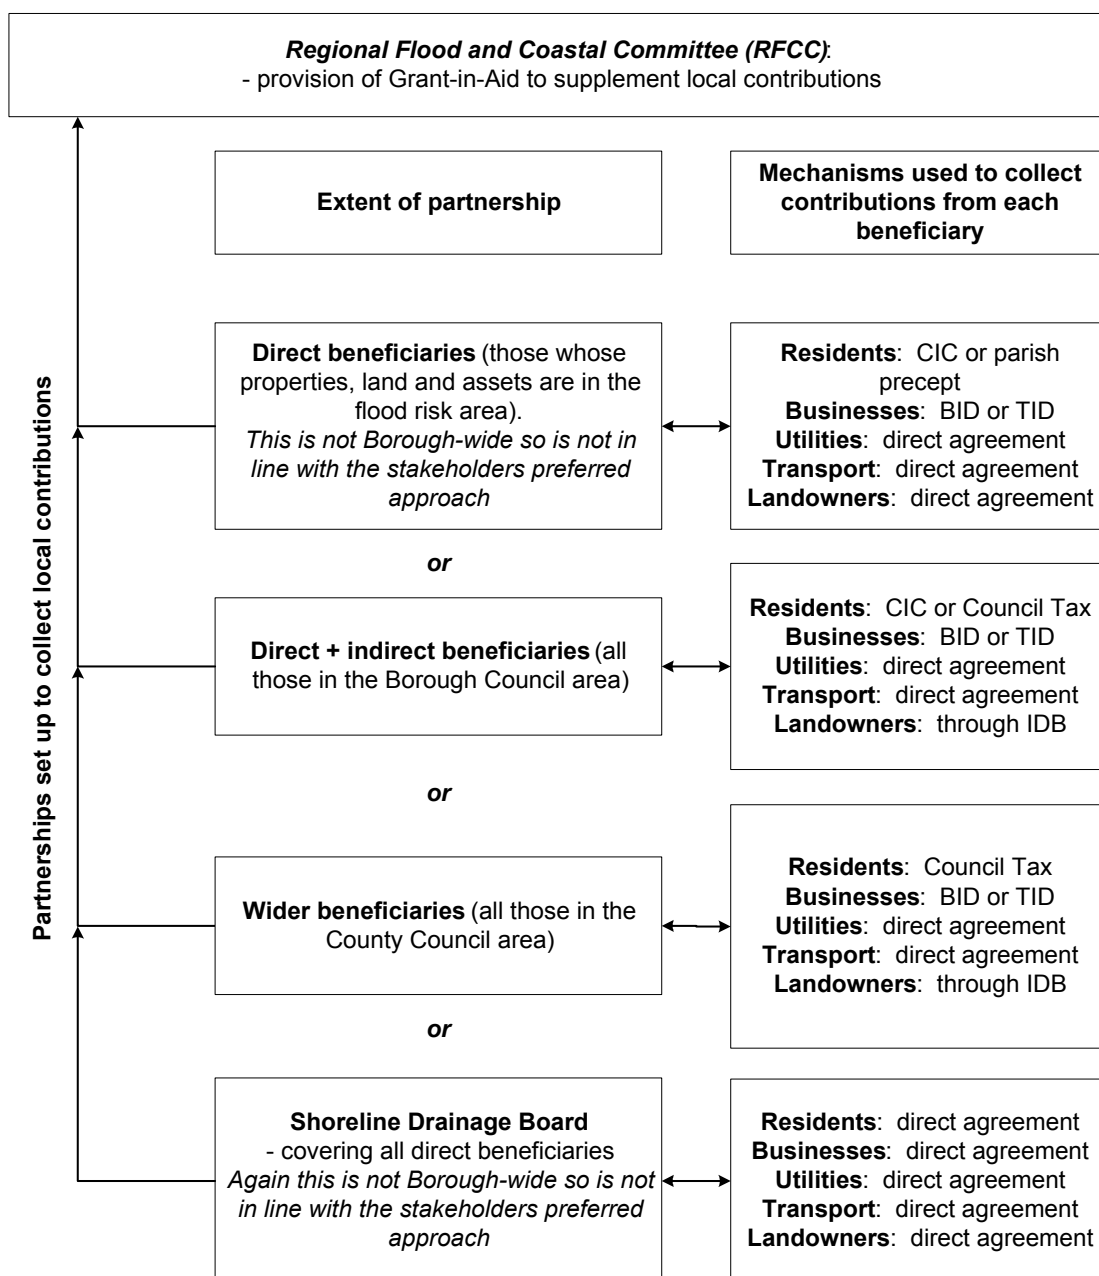 Regional Flood and Coastal Committee (RFCC):
- provision of Grant-in-Aid to supplement local contributions
Partnerships set up to collect local contributions
Extent of partnership
Mechanisms used to collect
contributions from each
beneficiary
Direct beneficiaries (those whose
properties, land and assets are in the
flood risk area).
This is not Borough-wide so is not in
line with the stakeholders preferred
approach
Residents: CIC or parish
precept
Businesses: BID or TID
Utilities: direct agreement
Transport: direct agreement
Landowners: direct agreement
or
Direct + indirect beneficiaries (all
those in the Borough Council area)
Residents: CIC or Council Tax
Businesses: BID or TID
Utilities: direct agreement
Transport: direct agreement
Landowners: through IDB
or
Wider beneficiaries (all those in the
County Council area)
Residents: Council Tax
Businesses: BID or TID
Utilities: direct agreement
Transport: direct agreement
Landowners: through IDB
or
Shoreline Drainage Board
- covering all direct beneficiaries
Again this is not Borough-wide so is not
in line with the stakeholders preferred
approach
Residents: direct agreement
Businesses: direct agreement
Utilities: direct agreement
Transport: direct agreement
Landowners: direct agreement